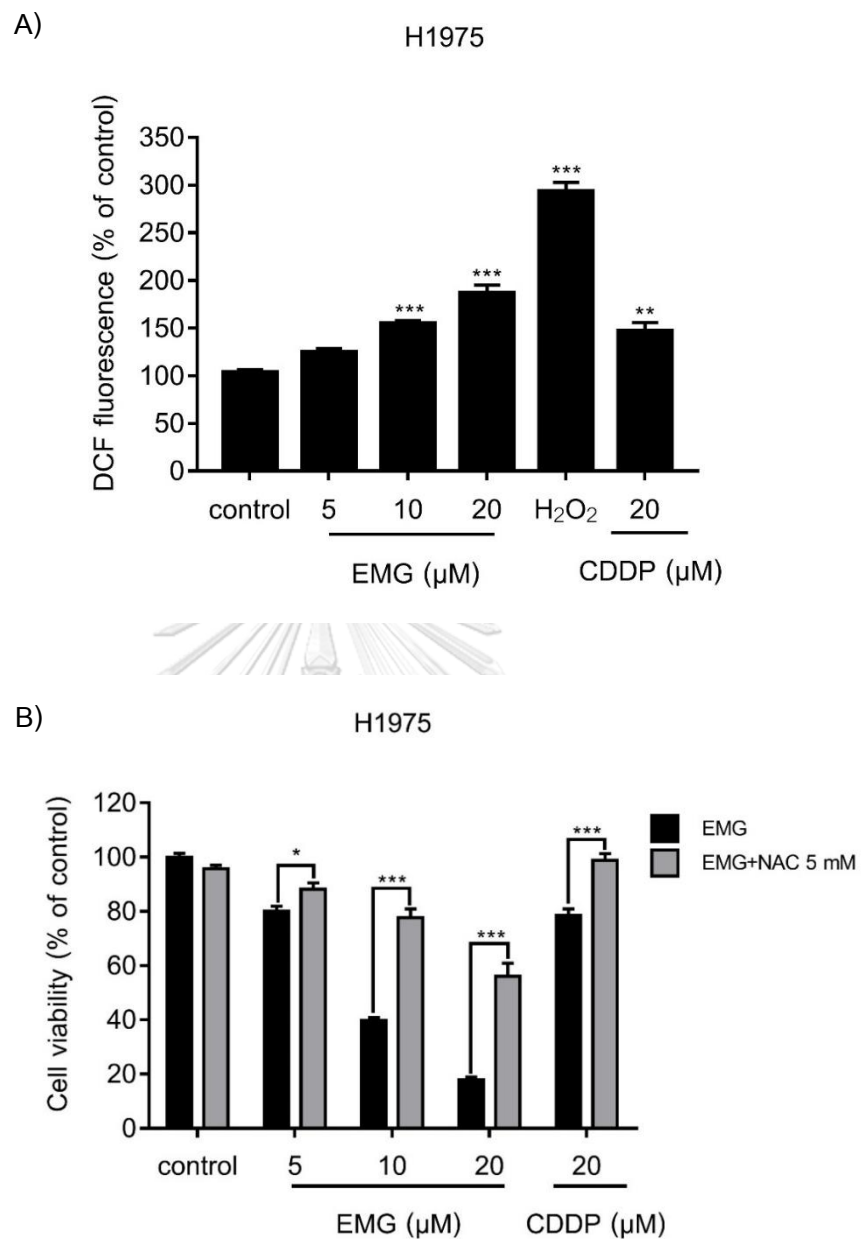 A)
H1975
DCF fluorescence (% of control)
350
300
250
200
150
100
50
0
***
***
***
**
control 5 10 20 H₂O₂ 20
EMG (µM) CDDP (µM)
B)
H1975
Cell viability (% of control)
120
100
80
60
40
20
0
*
***
***
***
EMG
EMG+NAC 5 mM
control 5 10 20 20
EMG (µM) CDDP (µM)